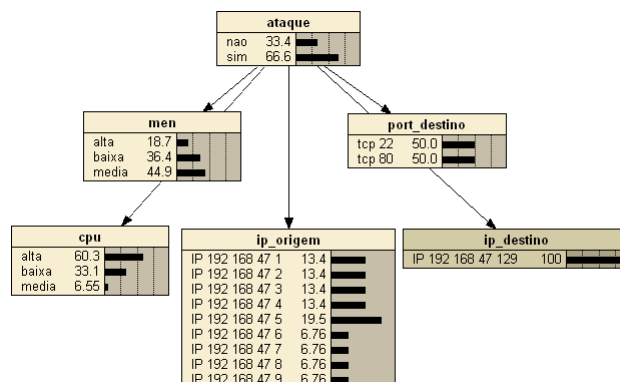 ataque
nao 33.4
sim 66.6
men
alta 18.7
baixa 36.4
media 44.9
port_destino
tcp 22 50.0
tcp 80 50.0
cpu
alta 60.3
baixa 33.1
media 6.55
ip_origem
IP 192 168 47 1 13.4
IP 192 168 47 2 13.4
IP 192 168 47 3 13.4
IP 192 168 47 4 13.4
IP 192 168 47 5 19.5
IP 192 168 47 6 6.76
IP 192 168 47 7 6.76
IP 192 168 47 8 6.76
IP 192 168 47 9 6.76
ip_destino
IP 192 168 47 129 100